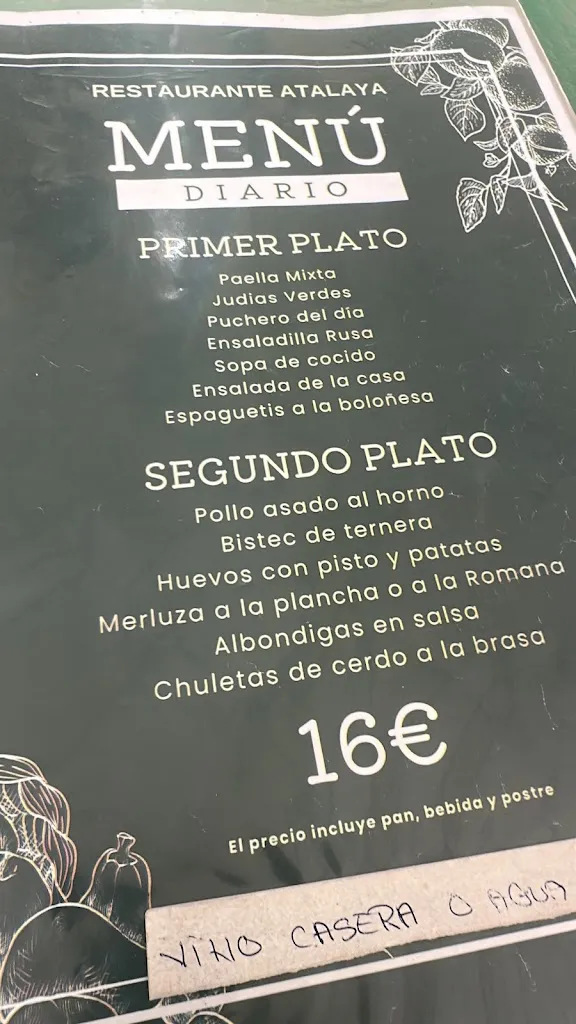 RESTAURANTE ATALAYA
MENÚ
DIARIO
PRIMER PLATO
Paella Mixta
Judias Verdes
Puchero del día
Ensaladilla Rusa
Sopa de cocido
Ensalada de la casa
Espaguetis a la boloñesa
SEGUNDO PLATO
Pollo asado al horno
Bistec de ternera
Huevos con pisto y patatas
Merluza a la plancha o a la Romana
Albondigas en salsa
Chuletas de cerdo a la brasa
16€
El precio incluye pan, bebida y postre
VINO CASERA O AGUA